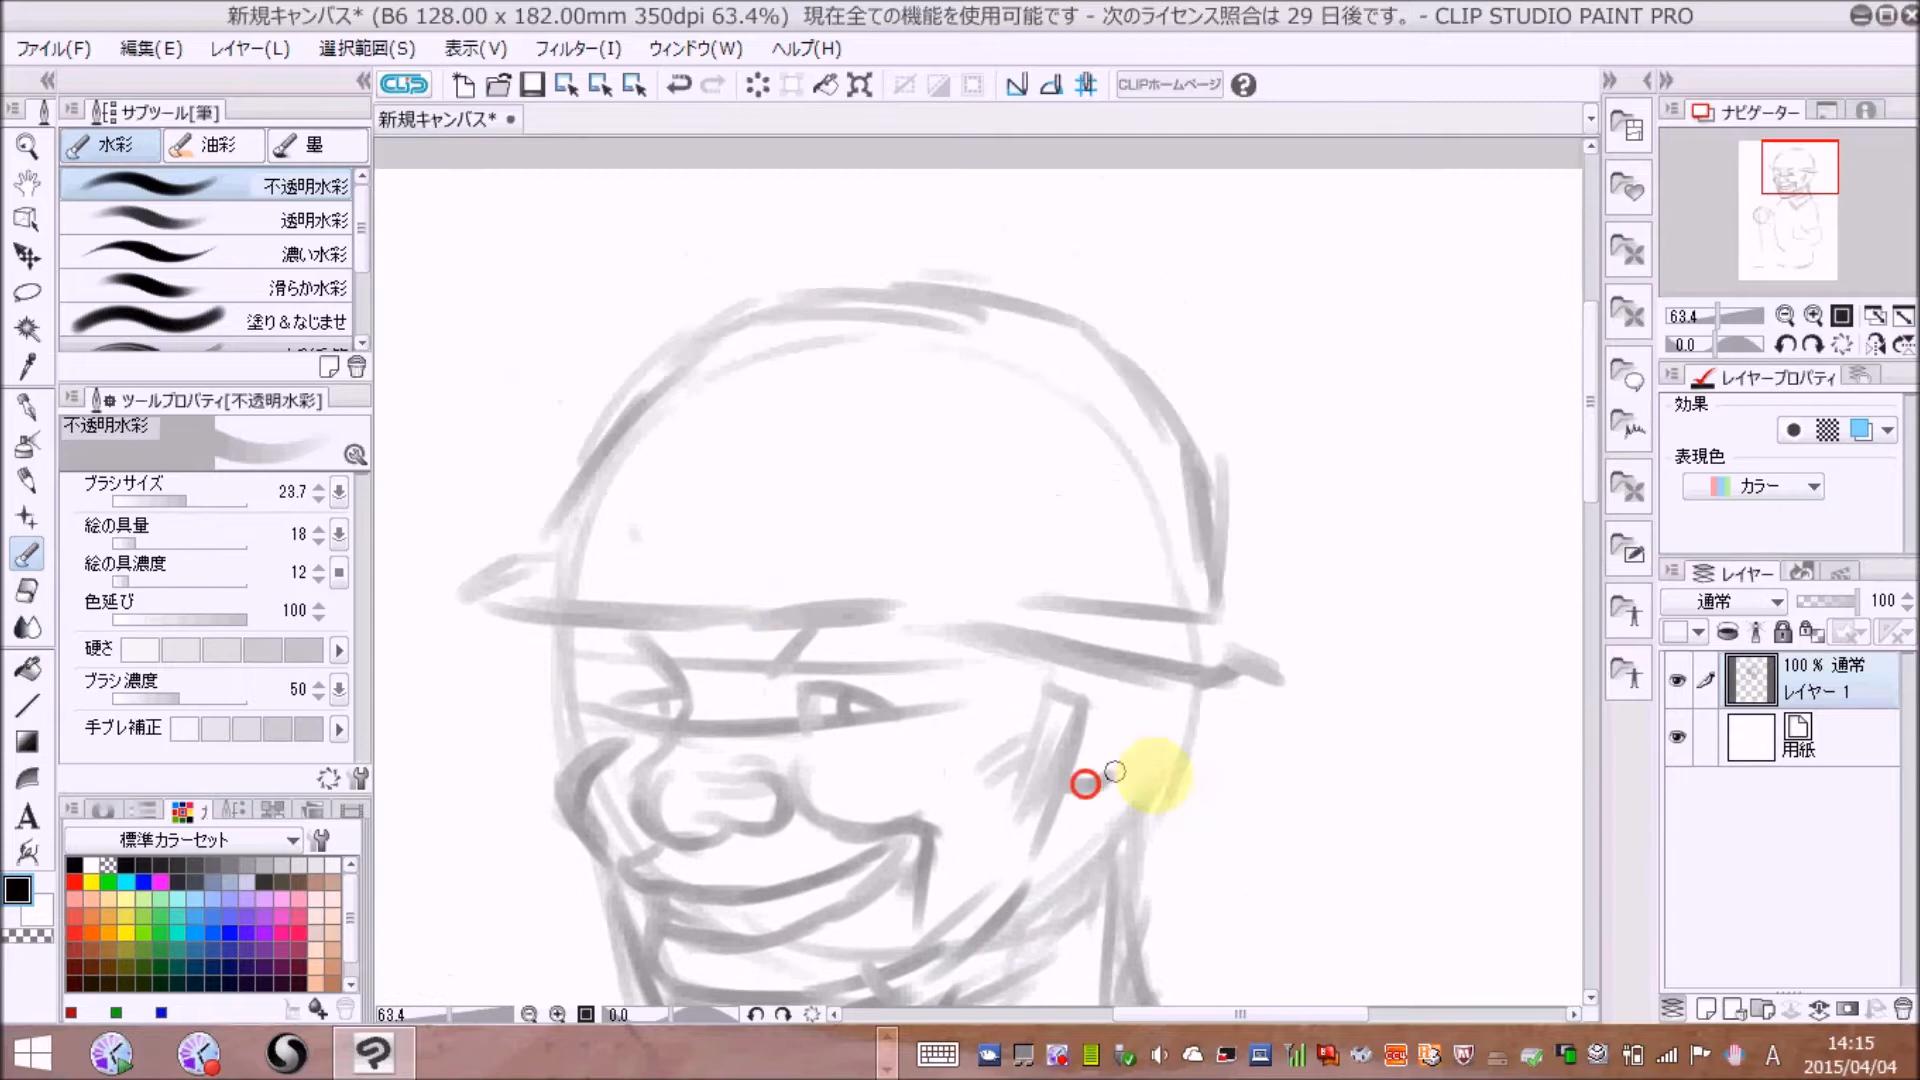 新規キャンバス* (B6 128.00 x 182.00mm 350dpi 63.4%) 現在全ての機能を使用可能です - 次のライセンス照合は 29 日後です。 - CLIP STUDIO PAINT PRO
ファイル(F) 編集(E) レイヤー(L) 選択範囲(S) 表示(V) フィルター(I) ウィンドウ(W) ヘルプ(H)
CLIP
CLIPホームページ
サブツール[筆]
新規キャンバス*
ナビゲーター
水彩 油彩 墨
不透明水彩
透明水彩
濃い水彩
滑らか水彩
塗り&なじませ
63.4
0.0
レイヤープロパティ
ツールプロパティ[不透明水彩]
不透明水彩
効果
表現色
カラー
ブラシサイズ 23.7
絵の具量 18
絵の具濃度 12
色延び 100
硬さ
ブラシ濃度 50
手ブレ補正
レイヤー
通常 100
100 % 通常
レイヤー 1
用紙
標準カラーセット
A
63.4 0.0
CC4
A
14:15
2015/04/04